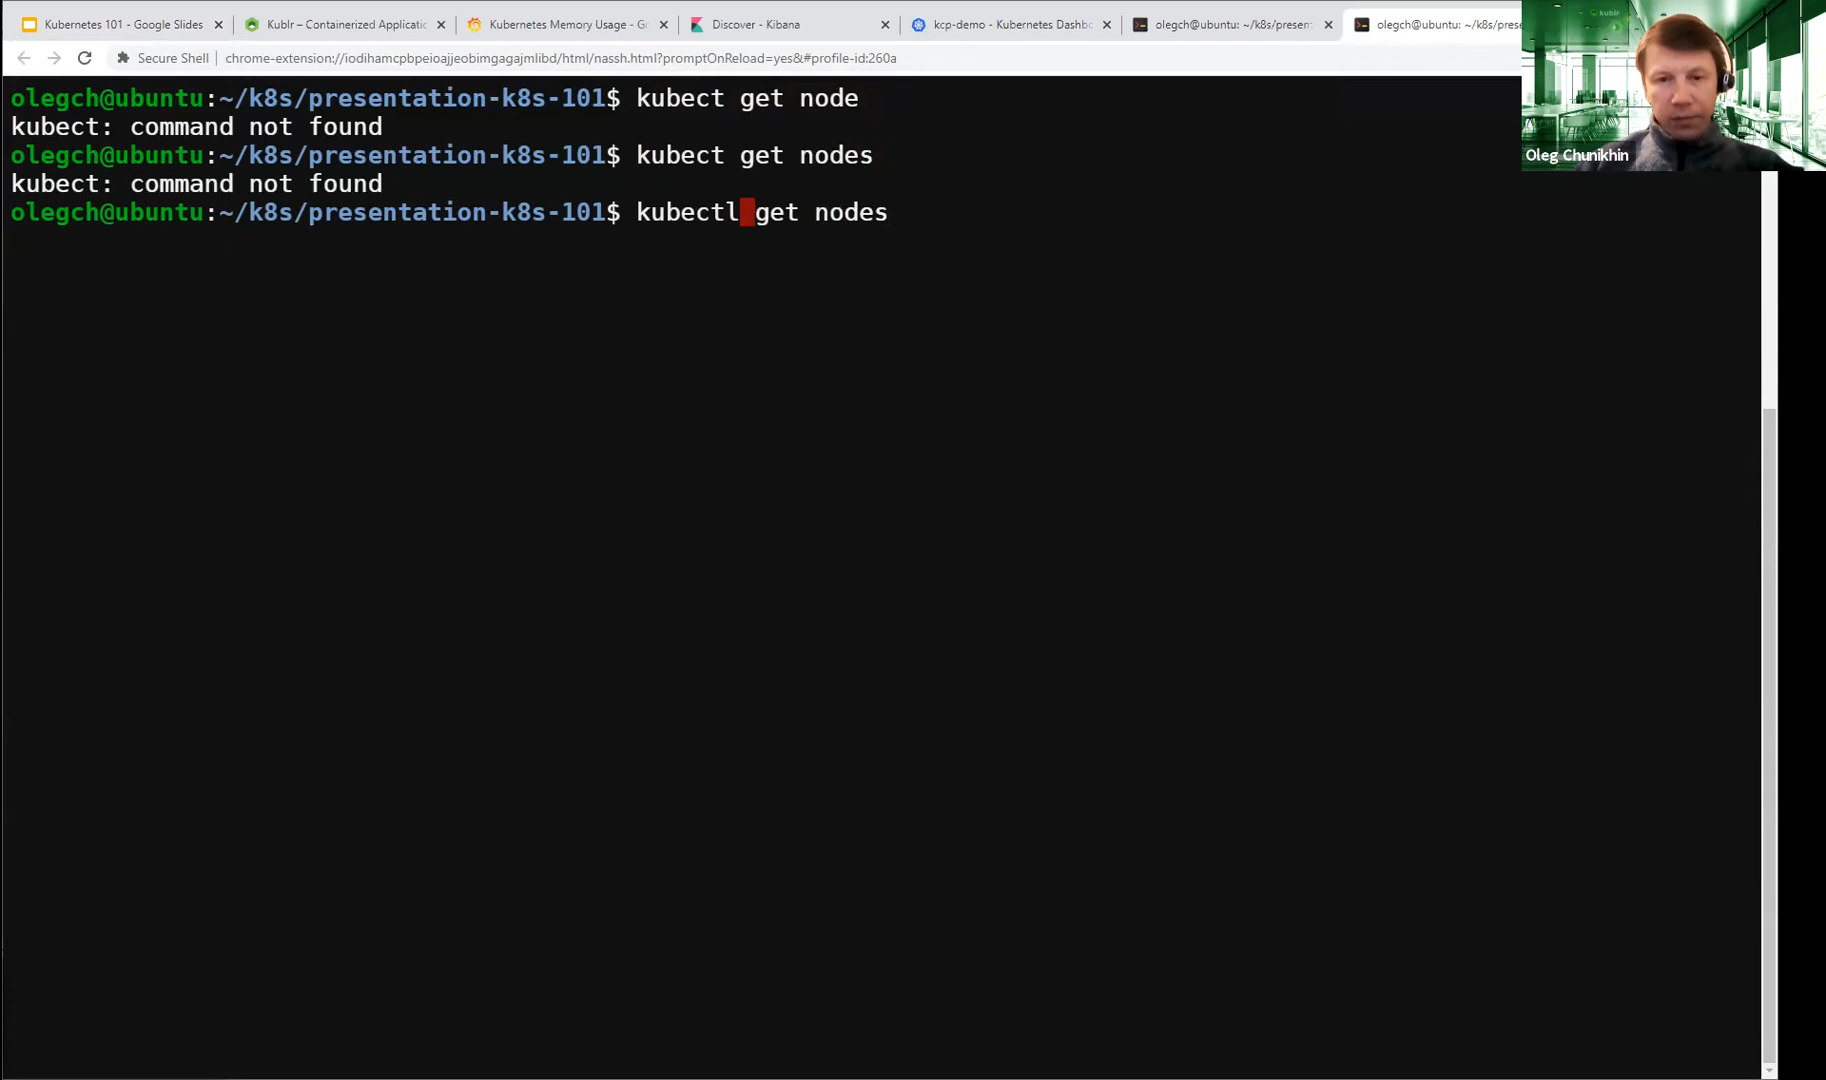 Kubernetes 101 - Google Slides
Kublr – Containerized Applicatic
Kubernetes Memory Usage - Gr
Discover - Kibana
kcp-demo - Kubernetes Dashbo
olegch@ubuntu: ~/k8s/present
olegch@ubuntu: ~/k8s/prese
Secure Shell
chrome-extension://iodihamcpbpeioajjeobimgagajmlibd/html/nassh.html?promptOnReload=yes&#profile-id:260a
kublr
Oleg Chunikhin
olegch@ubuntu:~/k8s/presentation-k8s-101$ kubect get node
kubect: command not found
olegch@ubuntu:~/k8s/presentation-k8s-101$ kubect get nodes
kubect: command not found
olegch@ubuntu:~/k8s/presentation-k8s-101$ kubectl get nodes